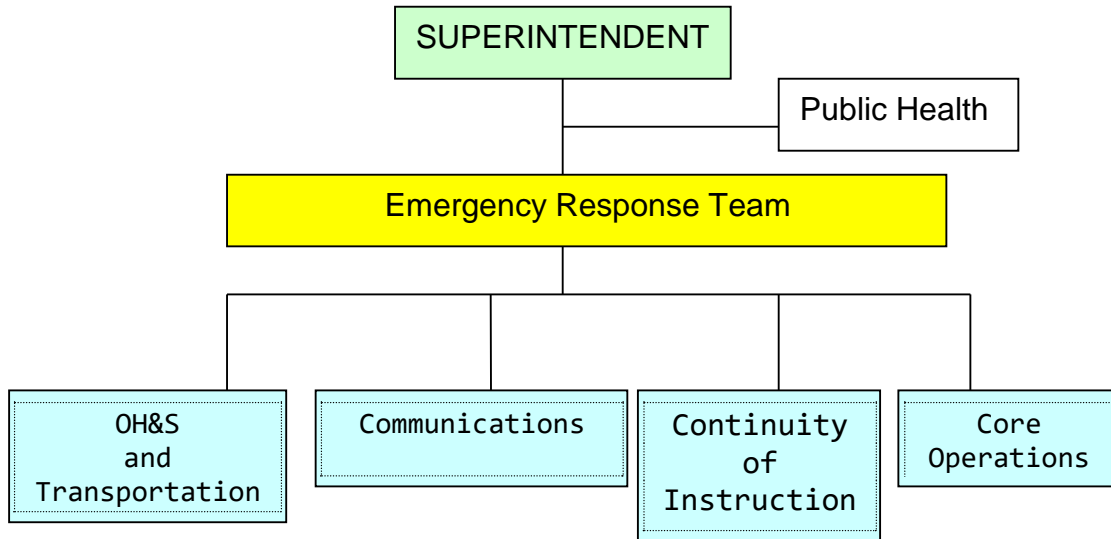 SUPERINTENDENT
Public Health
Emergency Response Team
OH&S
and
Transportation
Communications
Continuity
of
Instruction
Core
Operations